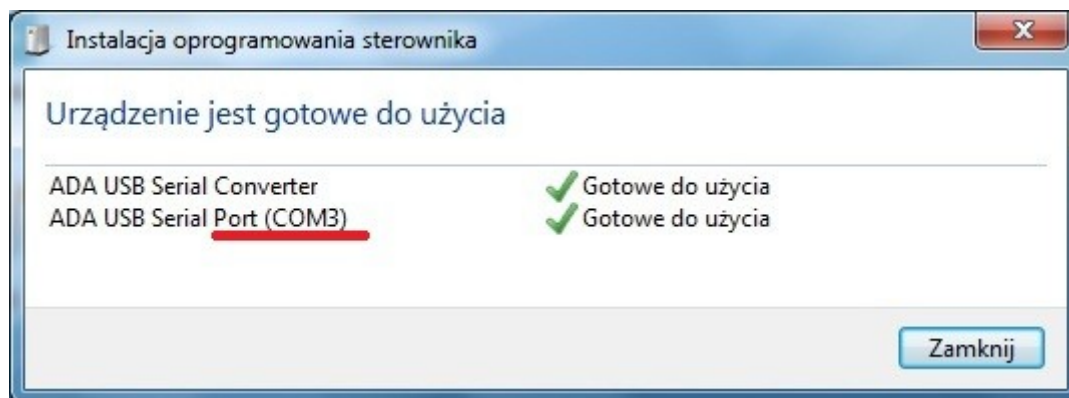 Instalacja oprogramowania sterownika
Urządzenie jest gotowe do użycia
ADA USB Serial Converter Gotowe do użycia
ADA USB Serial Port (COM3) Gotowe do użycia
Zamknij